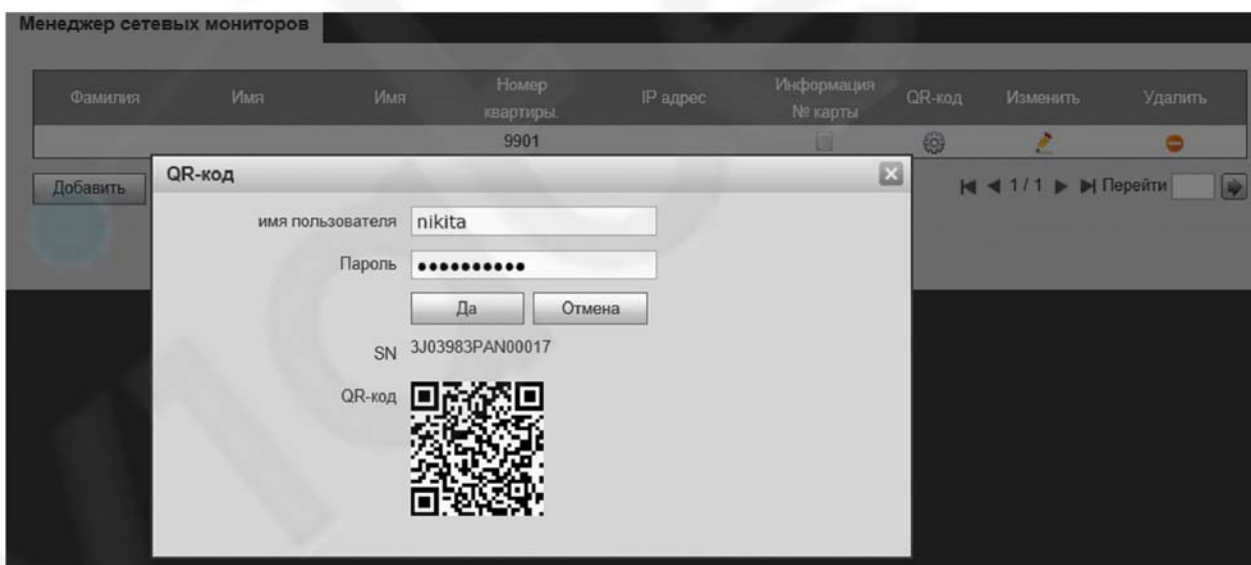 Менеджер сетевых мониторов
Фамилия Имя Имя Номер квартиры. IP адрес Информация № карты QR-код Изменить Удалить
9901
Добавить
1 / 1 Перейти
QR-код
имя пользователя nikita
Пароль ●●●●●●●●●●
Да Отмена
SN 3J03983PAN00017
QR-код